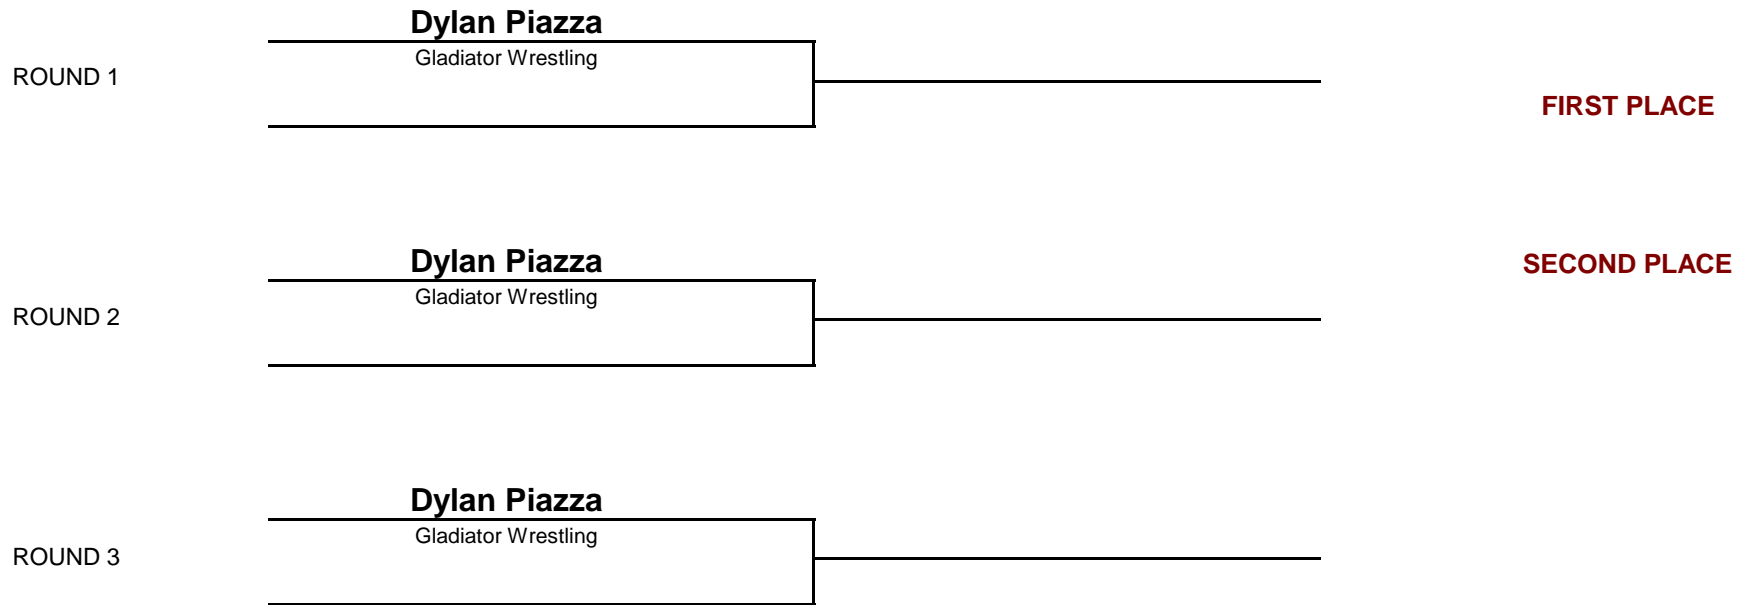 Dylan Piazza
Gladiator Wrestling
ROUND 1
FIRST PLACE
Dylan Piazza
SECOND PLACE
Gladiator Wrestling
ROUND 2
Dylan Piazza
Gladiator Wrestling
ROUND 3